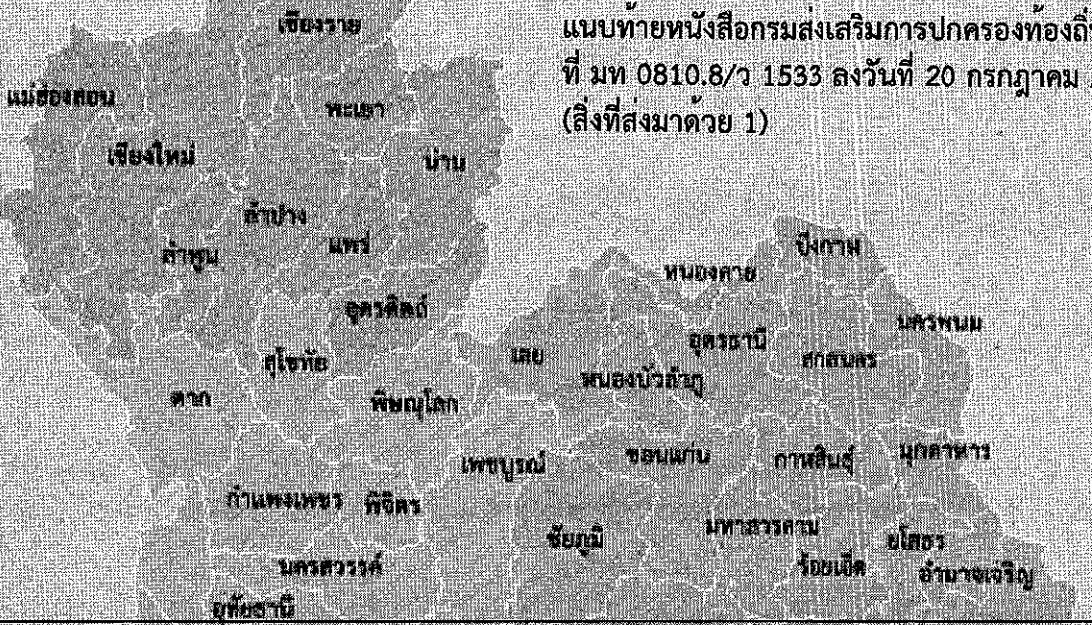 แนบท้ายหนังสือกรมส่งเสริมการปกครองท้องถิ่น
ที่ มท 0810.8/ว 1533 ลงวันที่ 20 กรกฎาคม
(สิ่งที่ส่งมาด้วย 1)
เชียงราย
แม่ฮ่องสอน
พะเยา
เชียงใหม่
น่าน
ลำปาง
แพร่
ลำพูน
บึงกาฬ
หนองคาย
อุตรดิตถ์
นครพนม
อุดรธานี
เลย
สกลนคร
สุโขทัย
หนองบัวลำภู
ตาก
พิษณุโลก
ขอนแก่น
กาฬสินธุ์
มุกดาหาร
เพชบูรณ์
กำแพงเพชร
พิจิตร
มหาสารคาม
ชัยภูมิ
ยโสธร
นครสวรรค์
ร้อยเอ็ด
อำนาจเจริญ
อุทัยธานี